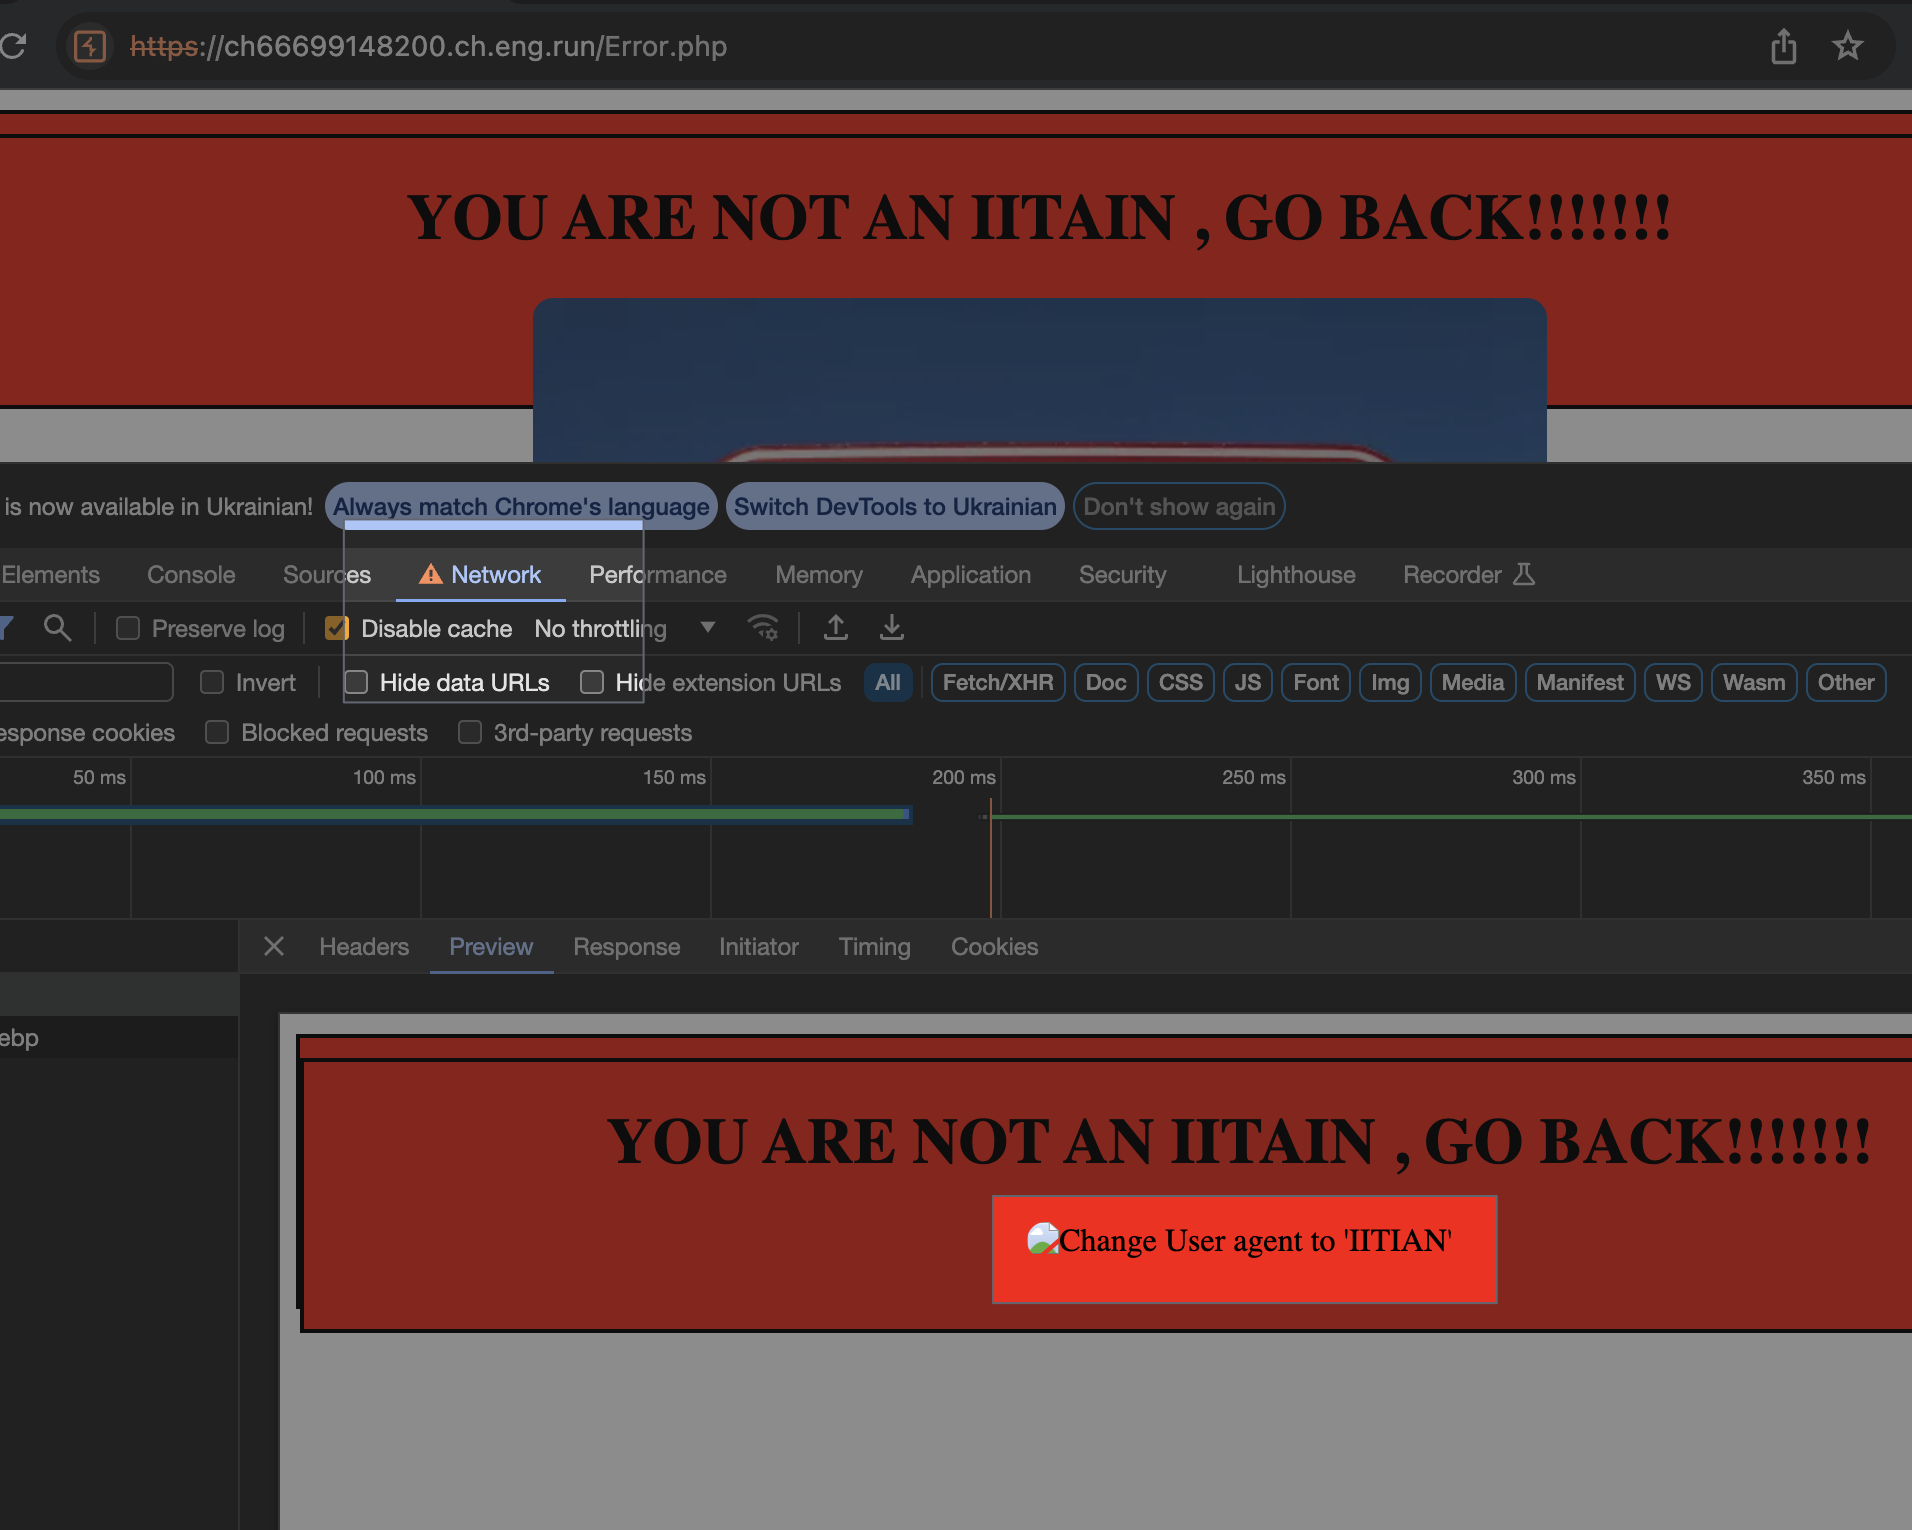 https://ch66699148200.ch.eng.run/Error.php
YOU ARE NOT AN IITAIN , GO BACK!!!!!!!
is now available in Ukrainian! Always match Chrome's language Switch DevTools to Ukrainian Don't show again
Elements Console Sources Network Performance Memory Application Security Lighthouse Recorder
Preserve log Disable cache No throttling
Invert Hide data URLs Hide extension URLs All Fetch/XHR Doc CSS JS Font Img Media Manifest WS Wasm Other
esponse cookies Blocked requests 3rd-party requests
50 ms 100 ms 150 ms 200 ms 250 ms 300 ms 350 ms
Headers Preview Response Initiator Timing Cookies
ebp
YOU ARE NOT AN IITAIN , GO BACK!!!!!!!
Change User agent to 'IITIAN'